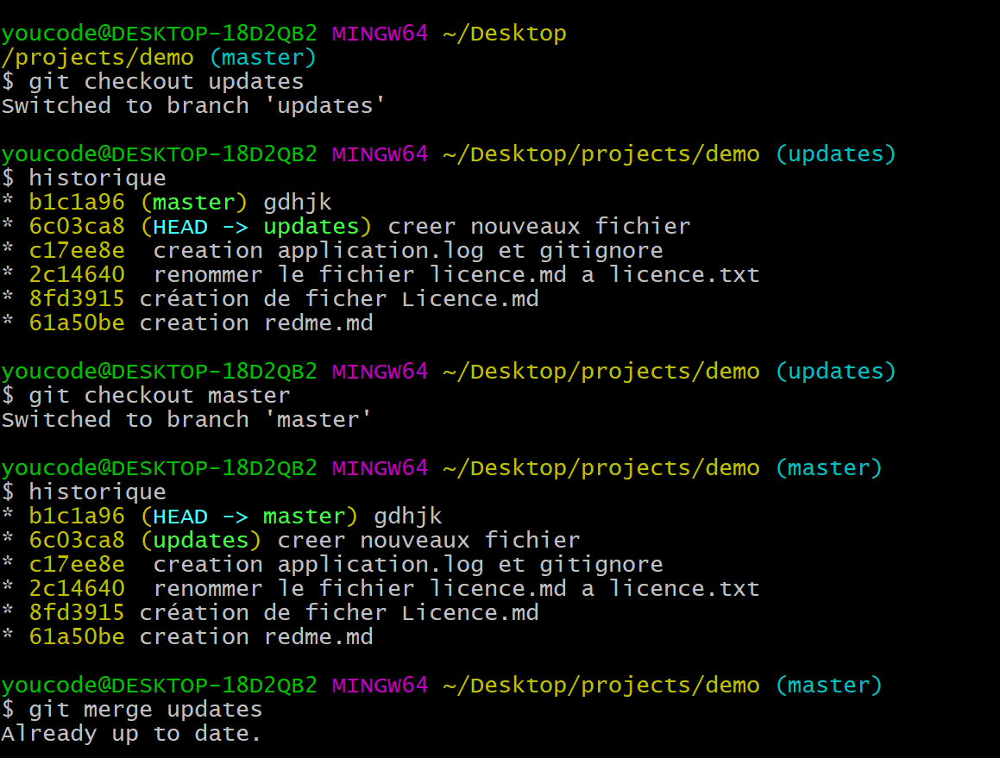 youcode@DESKTOP-18D2QB2 MINGW64 ~/Desktop
/projects/demo (master)
$ git checkout updates
Switched to branch 'updates'
youcode@DESKTOP-18D2QB2 MINGW64 ~/Desktop/projects/demo (updates)
$ historique
* b1c1a96 (master) gdhjk
* 6c03ca8 (HEAD -> updates) creer nouveaux fichier
* c17ee8e  creation application.log et gitignore
* 2c14640  renommer le fichier licence.md a licence.txt
* 8fd3915 création de ficher Licence.md
* 61a50be creation redme.md
youcode@DESKTOP-18D2QB2 MINGW64 ~/Desktop/projects/demo (updates)
$ git checkout master
Switched to branch 'master'
youcode@DESKTOP-18D2QB2 MINGW64 ~/Desktop/projects/demo (master)
$ historique
* b1c1a96 (HEAD -> master) gdhjk
* 6c03ca8 (updates) creer nouveaux fichier
* c17ee8e  creation application.log et gitignore
* 2c14640  renommer le fichier licence.md a licence.txt
* 8fd3915 création de ficher Licence.md
* 61a50be creation redme.md
youcode@DESKTOP-18D2QB2 MINGW64 ~/Desktop/projects/demo (master)
$ git merge updates
Already up to date.